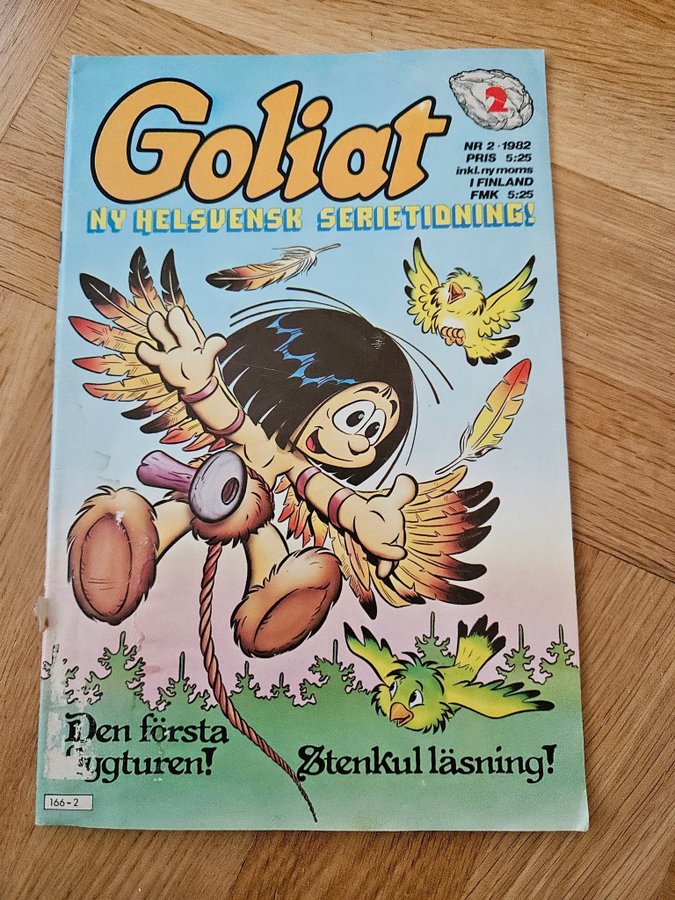 Goliat
2
NR 2 · 1982
PRIS 5:25
inkl. ny moms
I FINLAND
FMK 5:25
NY HELSVENSK SERIETIDNING!
Den första
flygturen!
Stenkul läsning!
166-2